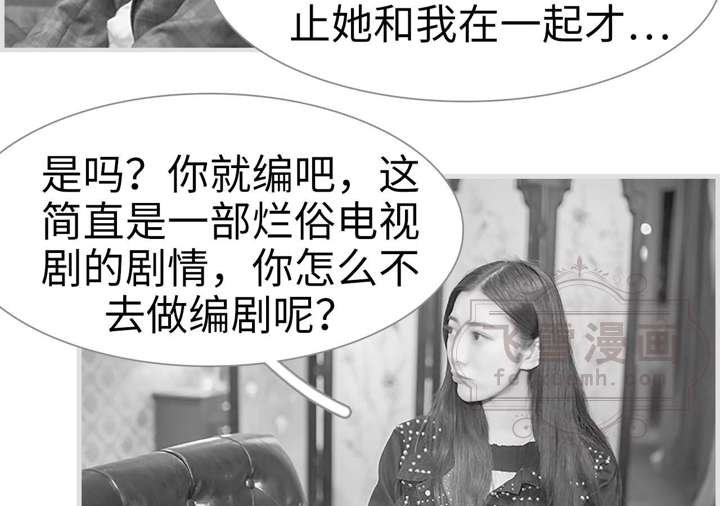 止她和我在一起才...
是吗？你就编吧，这
简直是一部烂俗电视
剧的剧情，你怎么不
去做编剧呢？
飞雪漫画